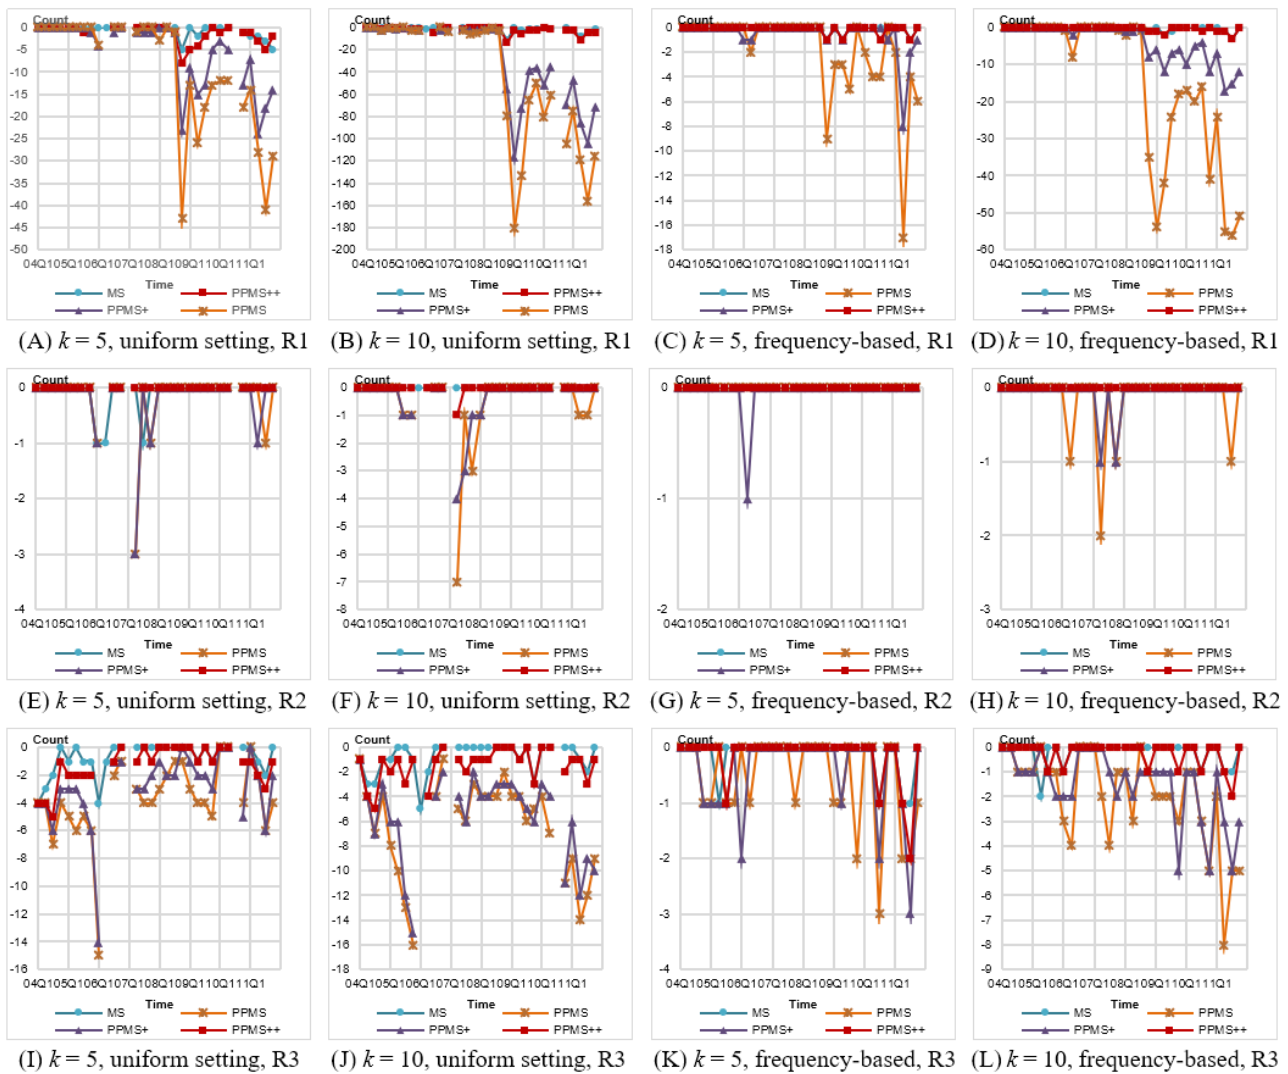 Count
0
-5
-10
-15
-20
-25
-30
-35
-40
-45
-50
04Q105Q106Q107Q108Q109Q110Q111Q1
Time
MS PPMS++
PPMS+ PPMS
(A) k = 5, uniform setting, R1
Count
0
-20
-40
-60
-80
-100
-120
-140
-160
-180
-200
04Q105Q106Q107Q108Q109Q110Q111Q1
Time
MS PPMS++
PPMS+ PPMS
(B) k = 10, uniform setting, R1
Count
0
-2
-4
-6
-8
-10
-12
-14
-16
-18
04Q105Q106Q107Q108Q109Q110Q111Q1
Time
MS PPMS
PPMS+ PPMS++
(C) k = 5, frequency-based, R1
Count
0
-10
-20
-30
-40
-50
-60
04Q105Q106Q107Q108Q109Q110Q111Q1
Time
MS PPMS
PPMS+ PPMS++
(D) k = 10, frequency-based, R1
Count
0
-1
-2
-3
-4
04Q105Q106Q107Q108Q109Q110Q111Q1
Time
MS PPMS
PPMS+ PPMS++
(E) k = 5, uniform setting, R2
Count
0
-1
-2
-3
-4
-5
-6
-7
-8
04Q105Q106Q107Q108Q109Q110Q111Q1
Time
MS PPMS
PPMS+ PPMS++
(F) k = 10, uniform setting, R2
Count
0
-1
-2
04Q105Q106Q107Q108Q109Q110Q111Q1
Time
MS PPMS
PPMS+ PPMS++
(G) k = 5, frequency-based, R2
Count
0
-1
-2
-3
04Q105Q106Q107Q108Q109Q110Q111Q1
Time
MS PPMS
PPMS+ PPMS++
(H) k = 10, frequency-based, R2
Count
0
-2
-4
-6
-8
-10
-12
-14
-16
04Q105Q106Q107Q108Q109Q110Q111Q1
Time
MS PPMS
PPMS+ PPMS++
(I) k = 5, uniform setting, R3
Count
0
-2
-4
-6
-8
-10
-12
-14
-16
-18
04Q105Q106Q107Q108Q109Q110Q111Q1
Time
MS PPMS
PPMS+ PPMS++
(J) k = 10, uniform setting, R3
Count
0
-1
-2
-3
-4
04Q105Q106Q107Q108Q109Q110Q111Q1
Time
MS PPMS
PPMS+ PPMS++
(K) k = 5, frequency-based, R3
Count
0
-1
-2
-3
-4
-5
-6
-7
-8
-9
04Q105Q106Q107Q108Q109Q110Q111Q1
Time
MS PPMS
PPMS+ PPMS++
(L) k = 10, frequency-based, R3